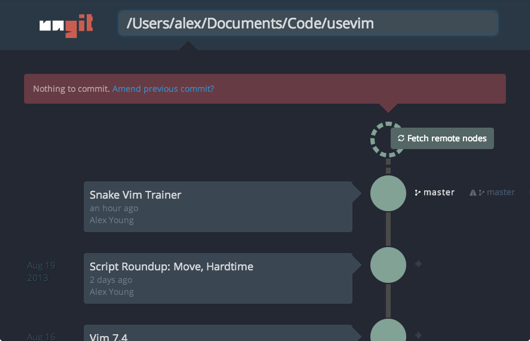 ungit
/Users/alex/Documents/Code/usevim
Nothing to commit. Amend previous commit?
Fetch remote nodes
Snake Vim Trainer
an hour ago
Alex Young
master
master
Aug 19
2013
Script Roundup: Move, Hardtime
2 days ago
Alex Young
Aug 16
Vim 7.4